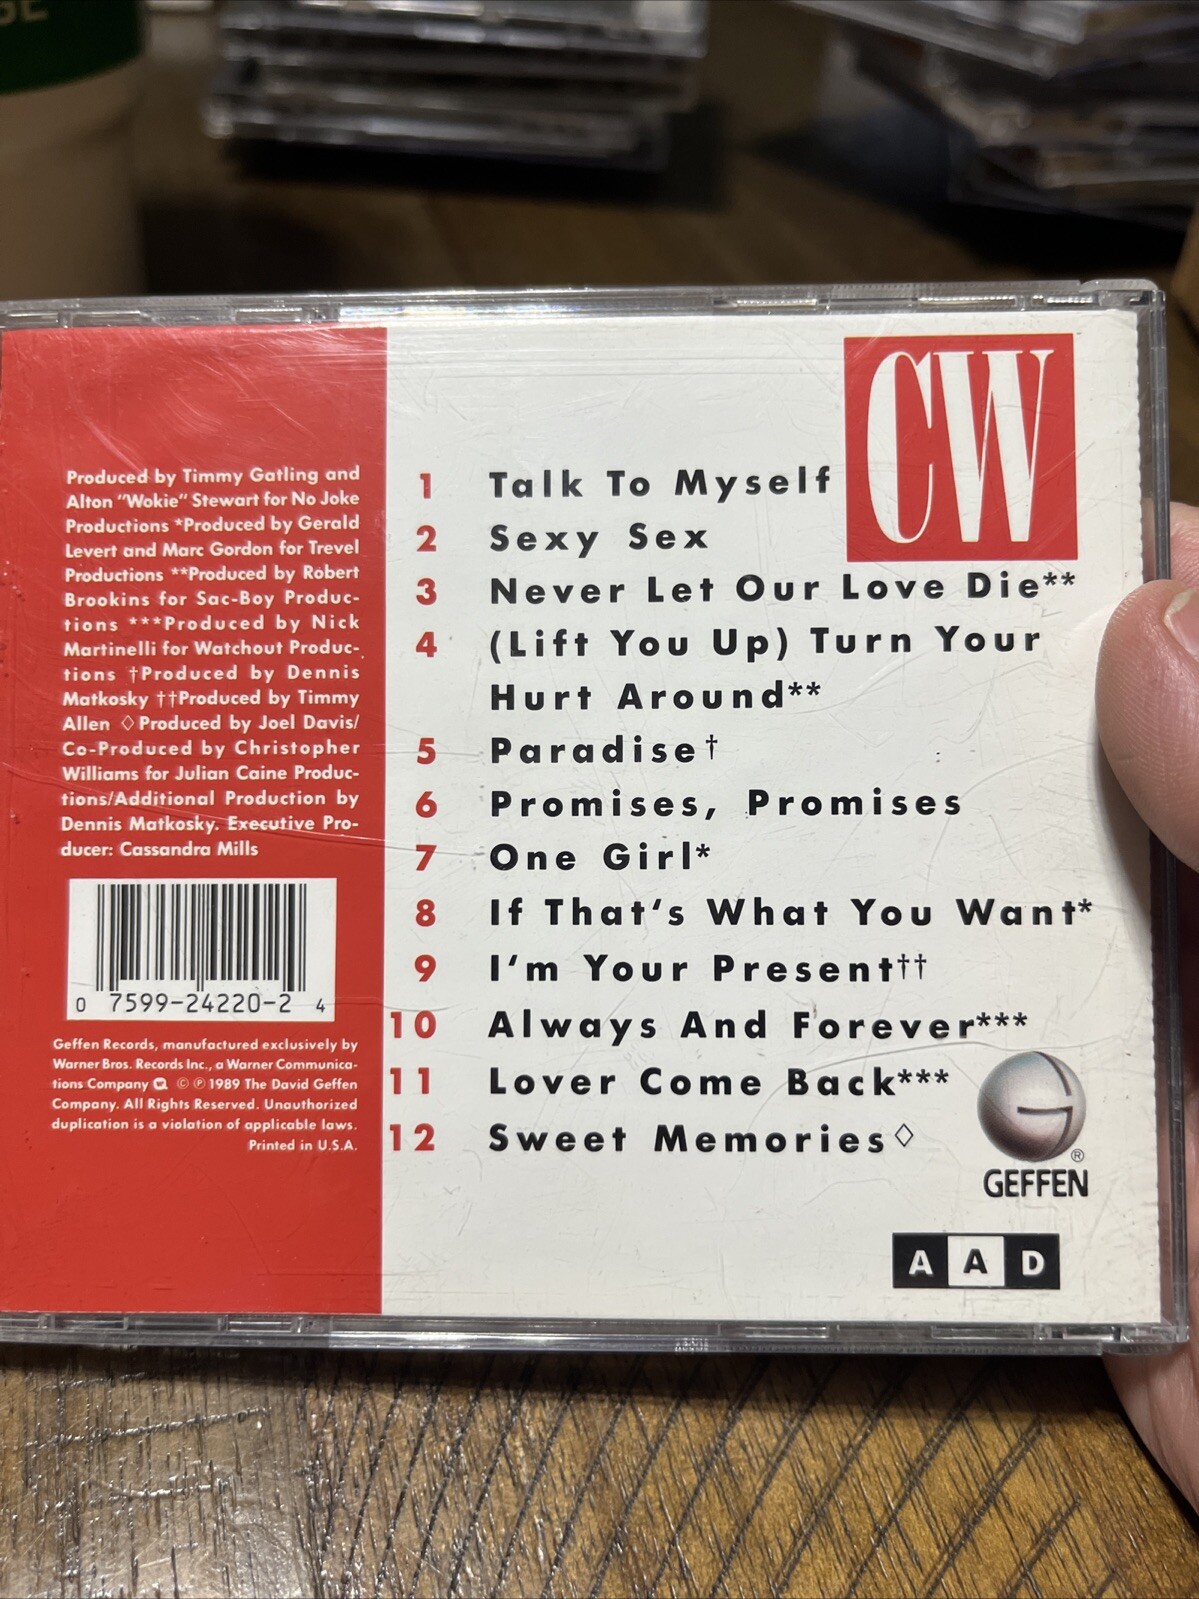 CW
Produced by Timmy Gatling and
Alton "Wokie" Stewart for No Joke
Productions *Produced by Gerald
Levert and Marc Gordon for Trevel
Productions **Produced by Robert
Brookins for Sac-Boy Produc-
tions ***Produced by Nick
Martinelli for Watchout Produc-
tions †Produced by Dennis
Matkosky ††Produced by Timmy
Allen ◊Produced by Joel Davis/
Co-Produced by Christopher
Williams for Julian Caine Produc-
tions/Additional Production by
Dennis Matkosky. Executive Pro-
ducer: Cassandra Mills
0 7599-24220-2 4
Geffen Records, manufactured exclusively by
Warner Bros. Records Inc., a Warner Communica-
tions Company © ℗ 1989 The David Geffen
Company. All Rights Reserved. Unauthorized
duplication is a violation of applicable laws.
Printed in U.S.A.
1 Talk To Myself
2 Sexy Sex
3 Never Let Our Love Die**
4 (Lift You Up) Turn Your
Hurt Around**
5 Paradise†
6 Promises, Promises
7 One Girl*
8 If That's What You Want*
9 I'm Your Present††
10 Always And Forever***
11 Lover Come Back***
12 Sweet Memories◊
G
®
GEFFEN
A A D